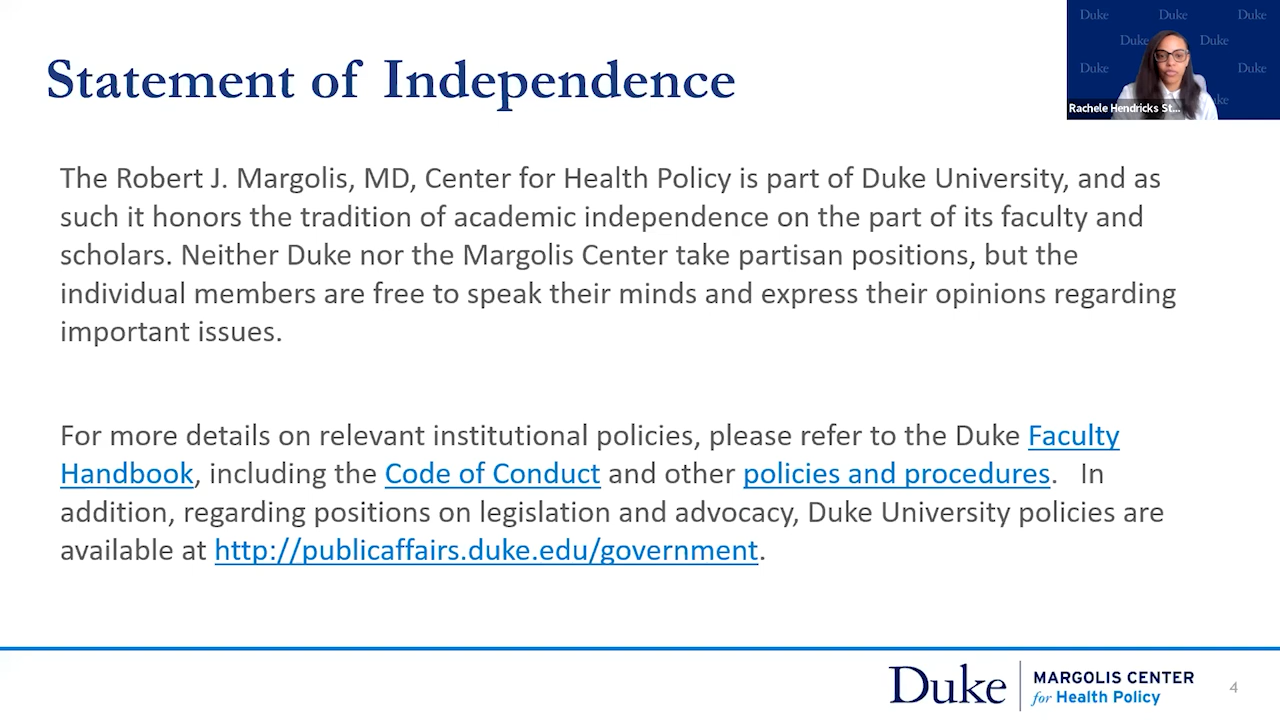 Statement of Independence
Duke Duke Duke
Duke Duke
Duke Duke
Rachele Hendricks St...
The Robert J. Margolis, MD, Center for Health Policy is part of Duke University, and as
such it honors the tradition of academic independence on the part of its faculty and
scholars. Neither Duke nor the Margolis Center take partisan positions, but the
individual members are free to speak their minds and express their opinions regarding
important issues.
For more details on relevant institutional policies, please refer to the Duke Faculty
Handbook, including the Code of Conduct and other policies and procedures. In
addition, regarding positions on legislation and advocacy, Duke University policies are
available at http://publicaffairs.duke.edu/government.
Duke
MARGOLIS CENTER
for Health Policy
4